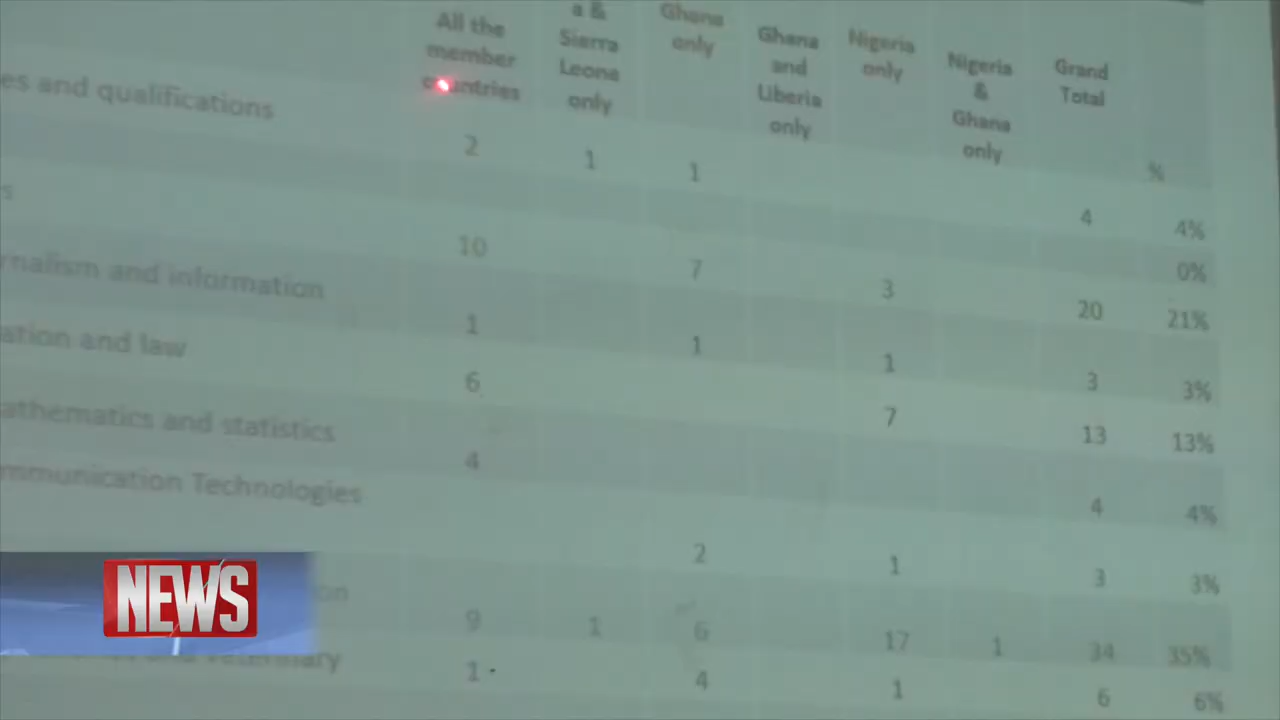 All the member countries
a & Sierra Leone only
Ghana only
Ghana and Liberia only
Nigeria only
Nigeria & Ghana only
Grand Total
%
es and qualifications 2 1 1 4 4%
s 0%
10 7 3 20 21%
rnalism and information 1 1 1 3 3%
ation and law 6 7 13 13%
athematics and statistics 4 4 4%
mmunication Technologies 2 1 3 3%
on 9 1 6 17 1 34 35%
and veterinary 1 4 1 6 6%
NEWS